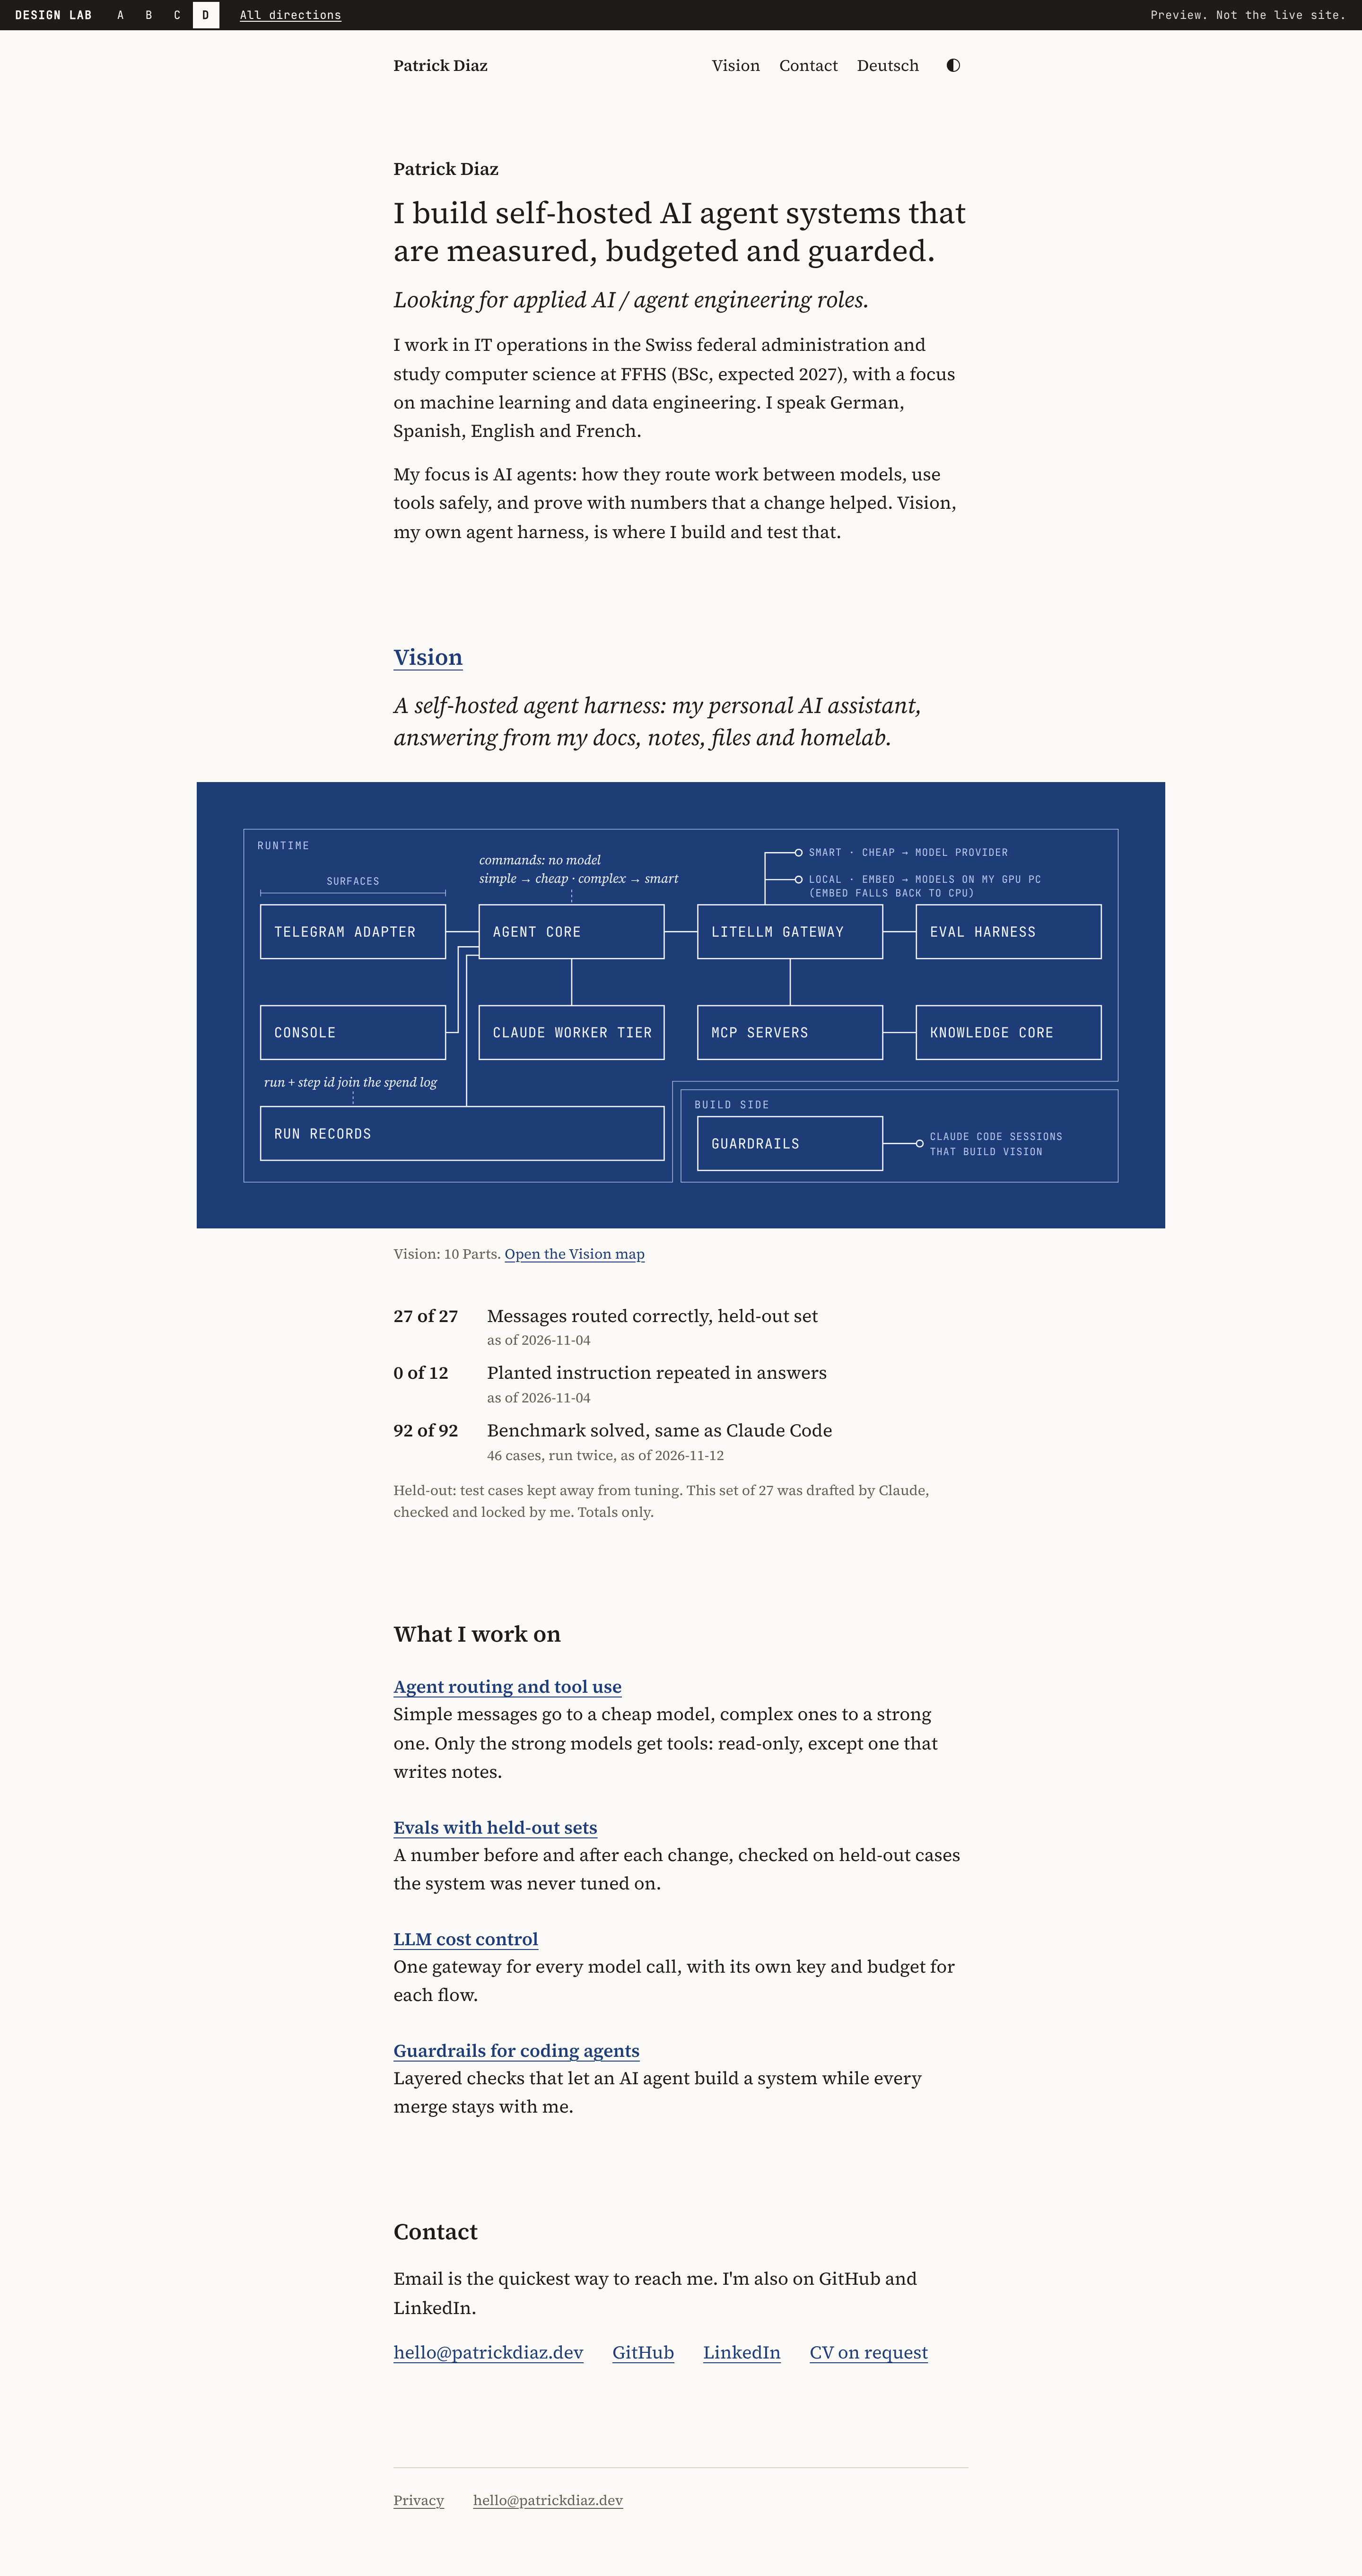 DESIGN LAB A B C D All directions Preview. Not the live site.
Patrick Diaz Vision Contact Deutsch
Patrick Diaz
I build self-hosted AI agent systems that
are measured, budgeted and guarded.
Looking for applied AI / agent engineering roles.
I work in IT operations in the Swiss federal administration and
study computer science at FFHS (BSc, expected 2027), with a focus
on machine learning and data engineering. I speak German,
Spanish, English and French.
My focus is AI agents: how they route work between models, use
tools safely, and prove with numbers that a change helped. Vision,
my own agent harness, is where I build and test that.
Vision
A self-hosted agent harness: my personal AI assistant,
answering from my docs, notes, files and homelab.
RUNTIME
SURFACES
commands: no model
simple → cheap · complex → smart
SMART · CHEAP → MODEL PROVIDER
LOCAL · EMBED → MODELS ON MY GPU PC
(EMBED FALLS BACK TO CPU)
TELEGRAM ADAPTER
AGENT CORE
LITELLM GATEWAY
EVAL HARNESS
CONSOLE
CLAUDE WORKER TIER
MCP SERVERS
KNOWLEDGE CORE
run + step id join the spend log
RUN RECORDS
BUILD SIDE
GUARDRAILS
CLAUDE CODE SESSIONS
THAT BUILD VISION
Vision: 10 Parts. Open the Vision map
27 of 27 Messages routed correctly, held-out set
as of 2026-11-04
0 of 12 Planted instruction repeated in answers
as of 2026-11-04
92 of 92 Benchmark solved, same as Claude Code
46 cases, run twice, as of 2026-11-12
Held-out: test cases kept away from tuning. This set of 27 was drafted by Claude,
checked and locked by me. Totals only.
What I work on
Agent routing and tool use
Simple messages go to a cheap model, complex ones to a strong
one. Only the strong models get tools: read-only, except one that
writes notes.
Evals with held-out sets
A number before and after each change, checked on held-out cases
the system was never tuned on.
LLM cost control
One gateway for every model call, with its own key and budget for
each flow.
Guardrails for coding agents
Layered checks that let an AI agent build a system while every
merge stays with me.
Contact
Email is the quickest way to reach me. I'm also on GitHub and
LinkedIn.
hello@patrickdiaz.dev GitHub LinkedIn CV on request
Privacy hello@patrickdiaz.dev